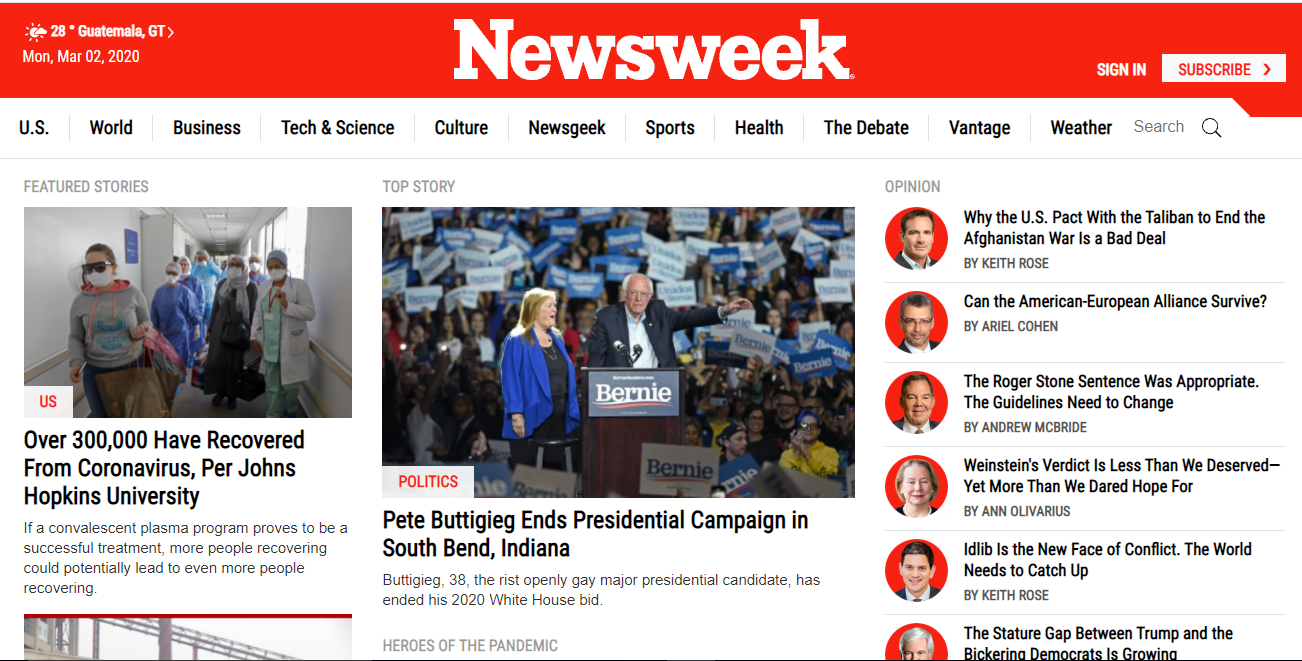 28 ° Guatemala, GT
Mon, Mar 02, 2020
Newsweek
SIGN IN
SUBSCRIBE
U.S.
World
Business
Tech & Science
Culture
Newsgeek
Sports
Health
The Debate
Vantage
Weather
Search
FEATURED STORIES
US
Over 300,000 Have Recovered
From Coronavirus, Per Johns
Hopkins University
If a convalescent plasma program proves to be a
successful treatment, more people recovering
could potentially lead to even more people
recovering.
TOP STORY
Unidos
Bernie
Bernie
Bernie
Bernie
Bernie
POLITICS
Pete Buttigieg Ends Presidential Campaign in
South Bend, Indiana
Buttigieg, 38, the rist openly gay major presidential candidate, has
ended his 2020 White House bid.
HEROES OF THE PANDEMIC
OPINION
Why the U.S. Pact With the Taliban to End the
Afghanistan War Is a Bad Deal
BY KEITH ROSE
Can the American-European Alliance Survive?
BY ARIEL COHEN
The Roger Stone Sentence Was Appropriate.
The Guidelines Need to Change
BY ANDREW MCBRIDE
Weinstein's Verdict Is Less Than We Deserved—
Yet More Than We Dared Hope For
BY ANN OLIVARIUS
Idlib Is the New Face of Conflict. The World
Needs to Catch Up
BY KEITH ROSE
The Stature Gap Between Trump and the
Bickering Democrats Is Growing